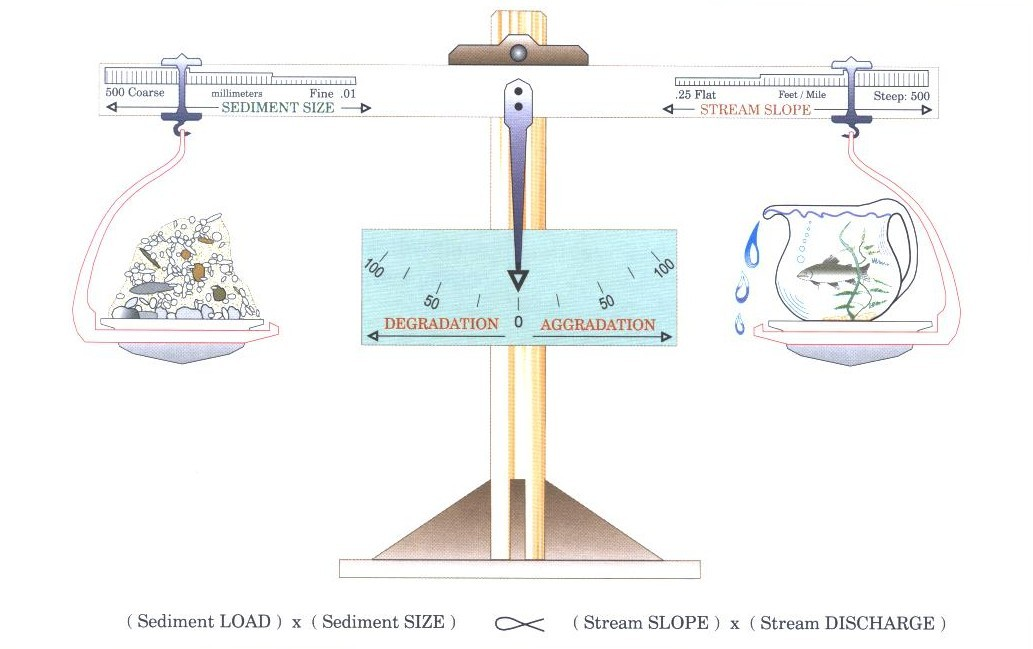 500 Coarse millimeters Fine .01
SEDIMENT SIZE
.25 Flat Feet / Mile Steep: 500
STREAM SLOPE
100 50 0 50 100
DEGRADATION AGGRADATION
( Sediment LOAD ) x ( Sediment SIZE ) ∝ ( Stream SLOPE ) x ( Stream DISCHARGE )